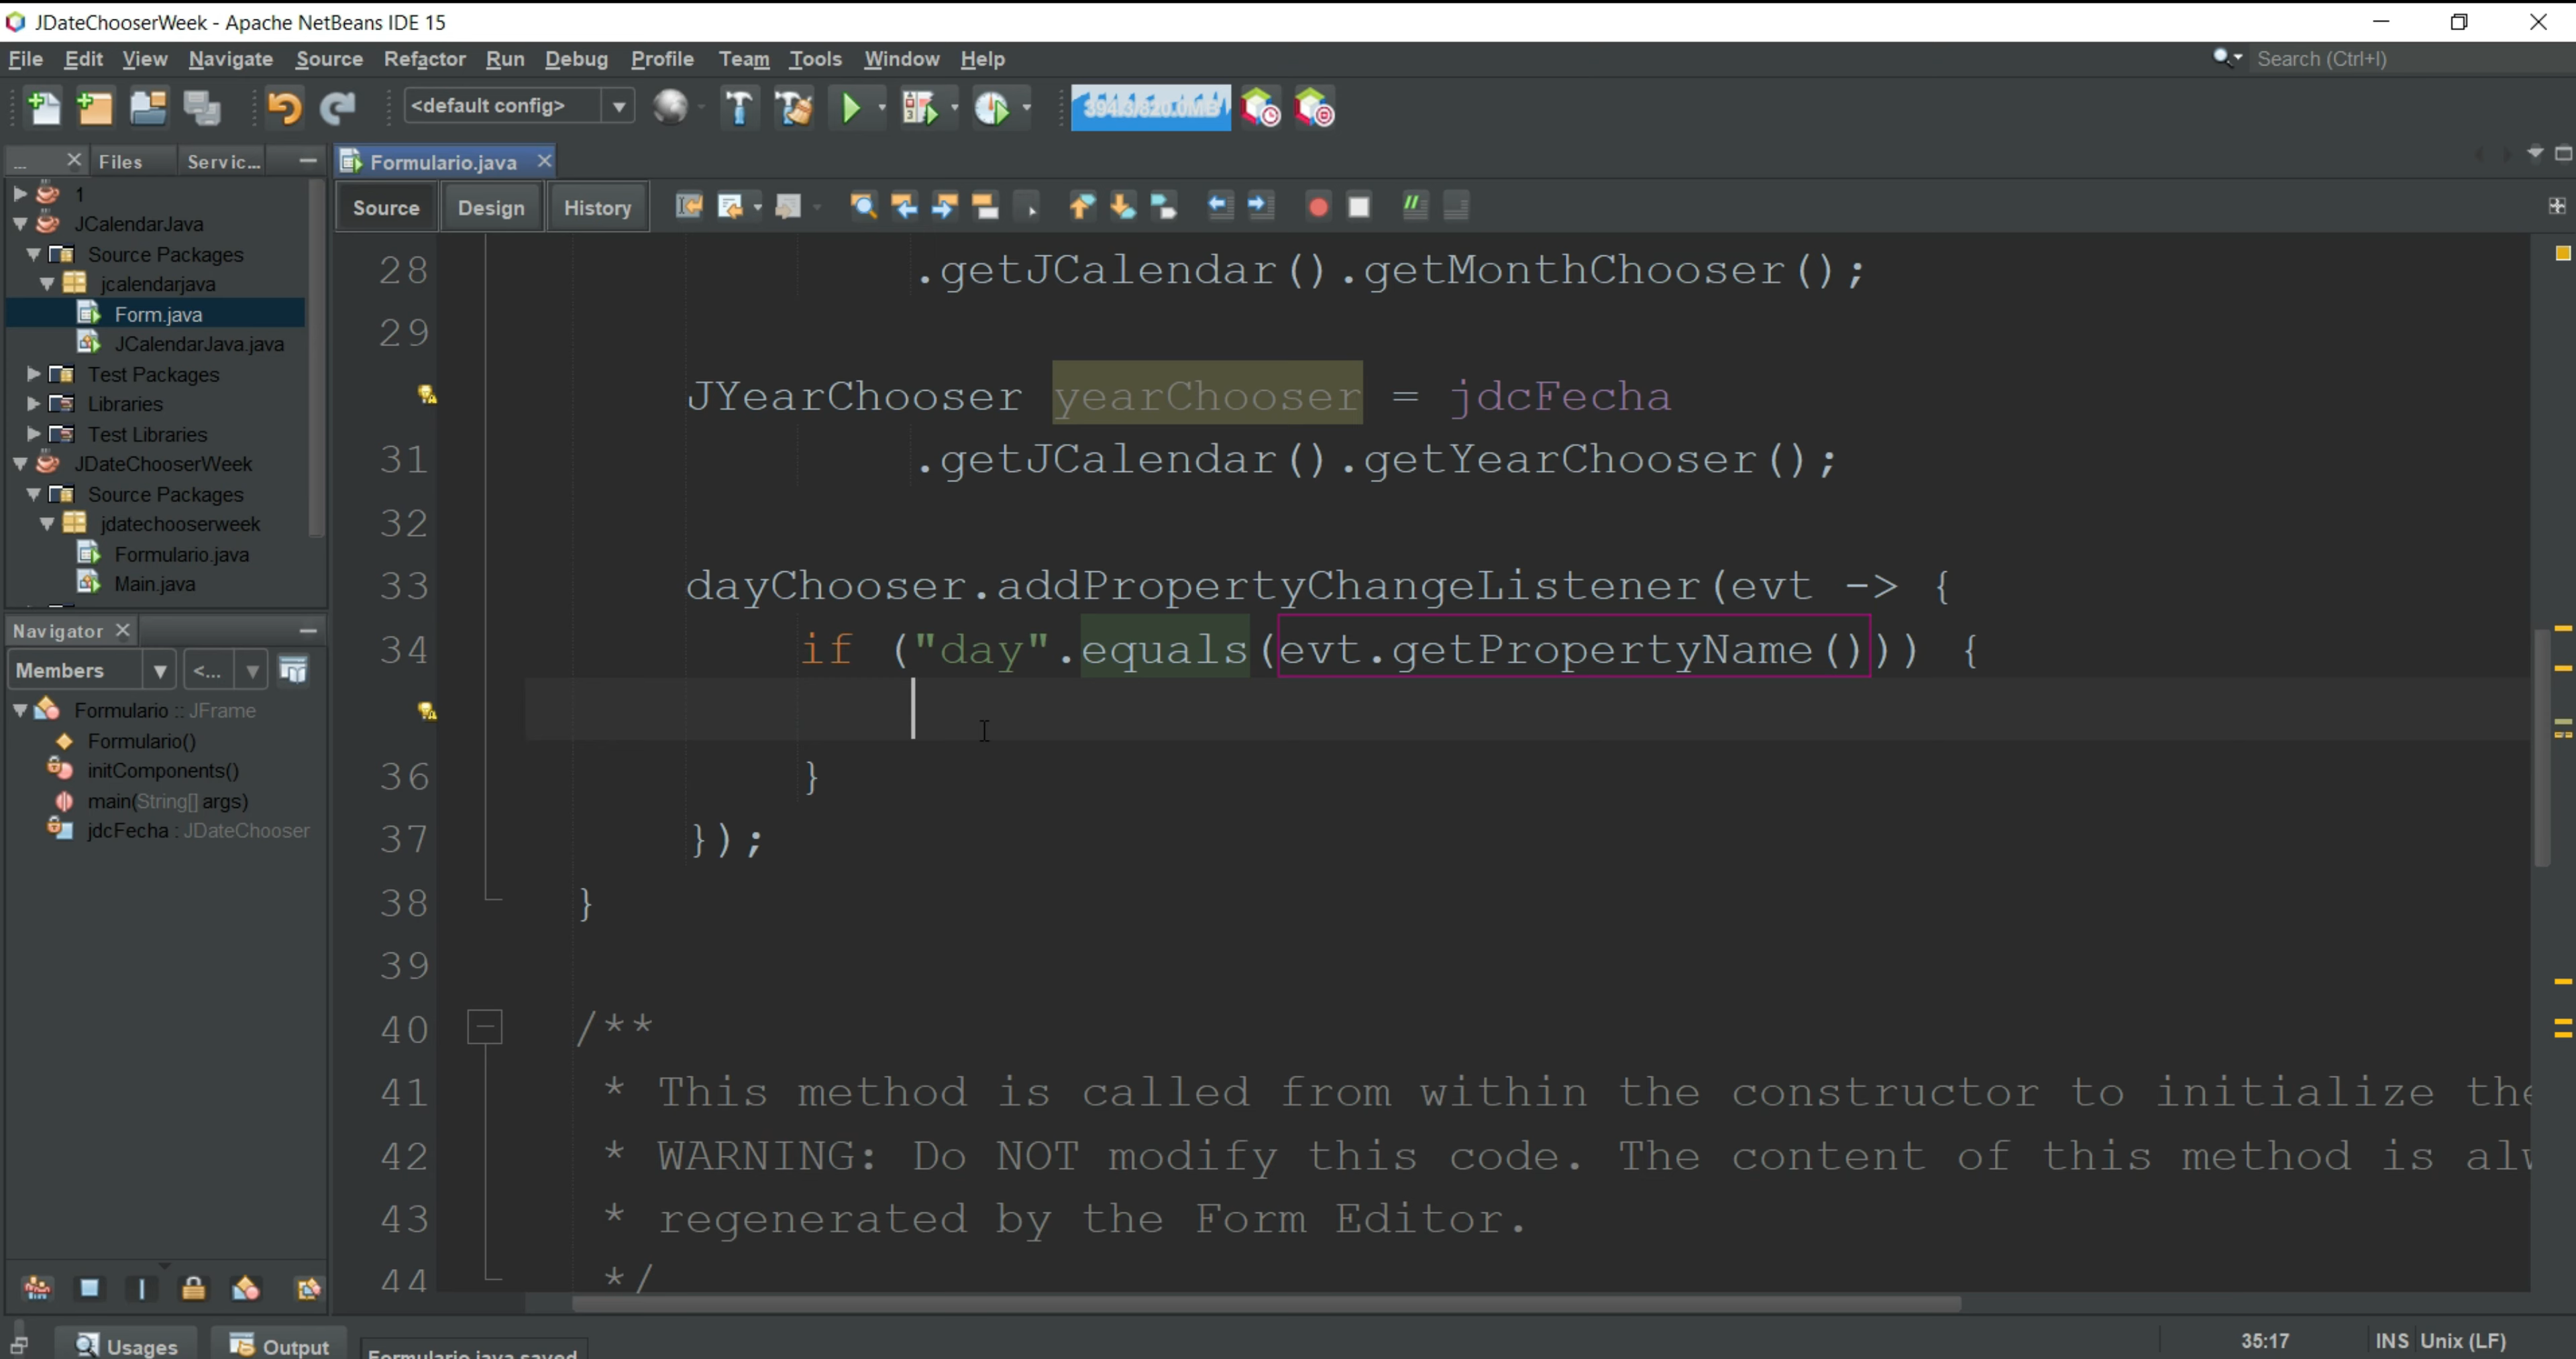 JDateChooserWeek - Apache NetBeans IDE 15
File Edit View Navigate Source Refactor Run Debug Profile Team Tools Window Help
Search (Ctrl+I)
<default config>
394.3/820.0MB
... Files Servic...
Formulario.java
Source Design History
1
JCalendarJava
Source Packages
jcalendarjava
Form.java
JCalendarJava.java
Test Packages
Libraries
Test Libraries
JDateChooserWeek
Source Packages
jdatechooserweek
Formulario.java
Main.java
Navigator
Members <...
Formulario :: JFrame
Formulario()
initComponents()
main(String[] args)
jdcFecha : JDateChooser
28 .getJCalendar().getMonthChooser();
29
JYearChooser yearChooser = jdcFecha
31 .getJCalendar().getYearChooser();
32
33 dayChooser.addPropertyChangeListener(evt -> {
34 if ("day".equals(evt.getPropertyName())) {
36 }
37 });
38 }
39
40 /**
41 * This method is called from within the constructor to initialize the
42 * WARNING: Do NOT modify this code. The content of this method is alw
43 * regenerated by the Form Editor.
44 */
Usages Output
Formulario.java saved
35:17 INS Unix (LF)